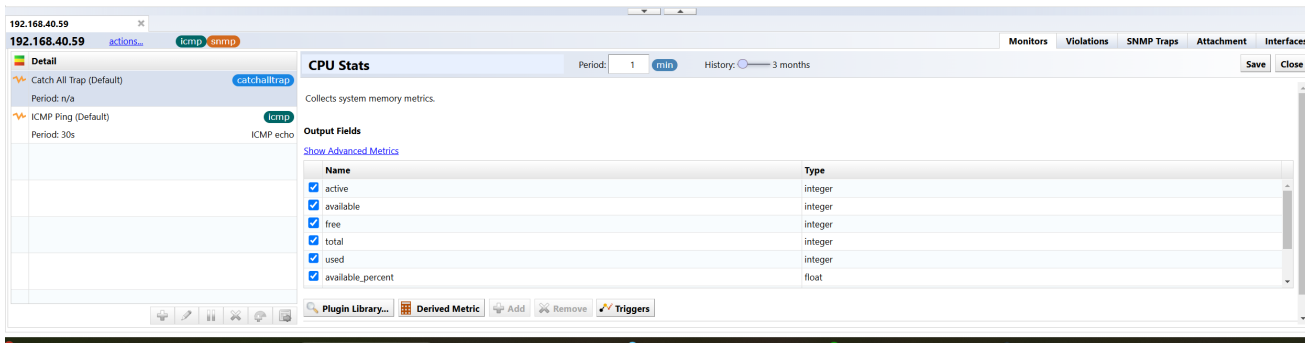 192.168.40.59
192.168.40.59 actions... icmp snmp Monitors Violations SNMP Traps Attachment Interfaces
Detail
Catch All Trap (Default) catchalltrap
Period: n/a
ICMP Ping (Default) icmp
Period: 30s ICMP echo
CPU Stats Period: 1 min History: 3 months Save Close
Collects system memory metrics.
Output Fields
Show Advanced Metrics
Name Type
active integer
available integer
free integer
total integer
used integer
available_percent float
Plugin Library... Derived Metric Add Remove Triggers